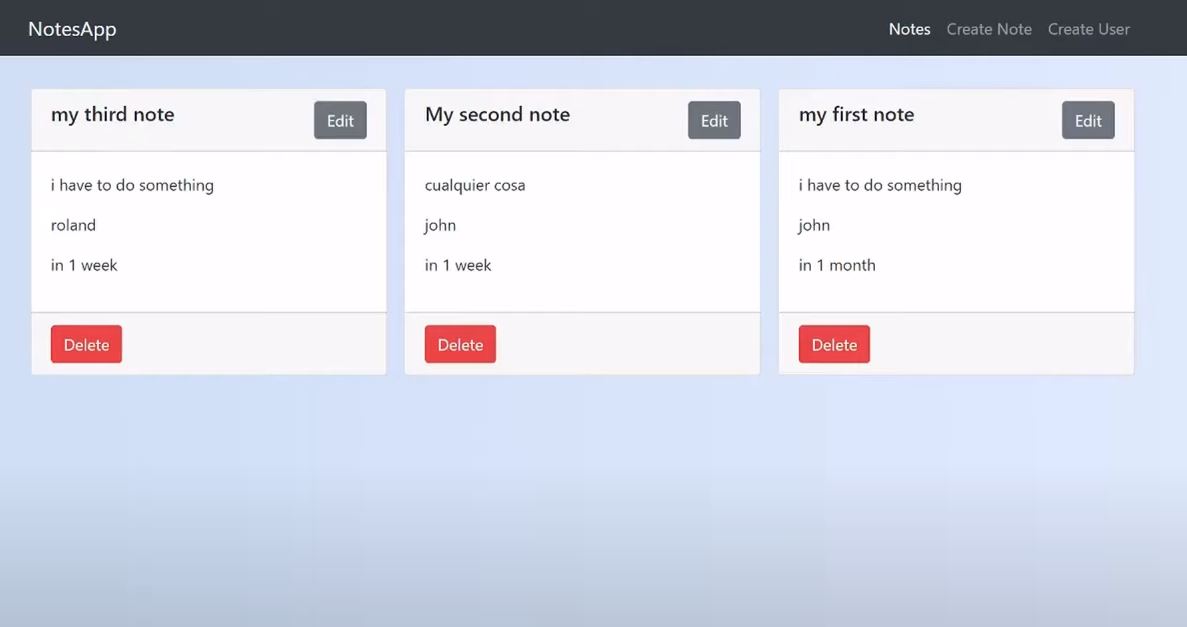 NotesApp Notes Create Note Create User
my third note Edit
i have to do something
roland
in 1 week
Delete
My second note Edit
cualquier cosa
john
in 1 week
Delete
my first note Edit
i have to do something
john
in 1 month
Delete